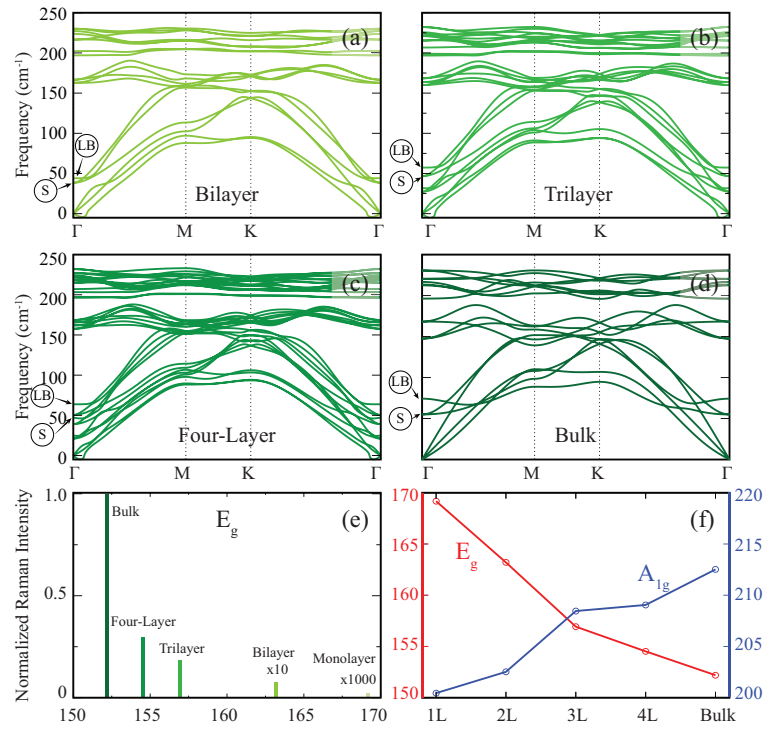 250
200
150
100
50
0
Frequency (cm-1)
(a)
LB
S
Bilayer
Γ M K Γ
(b)
LB
S
Trilayer
Γ M K Γ
250
200
150
100
50
0
Frequency (cm-1)
(c)
LB
S
Four-Layer
Γ M K Γ
(d)
LB
S
Bulk
Γ M K Γ
1.0
0.5
0
Normalized Raman Intensity
Eg
(e)
Bulk
Four-Layer
Trilayer
Bilayer
x10
Monolayer
x1000
150 155 160 165 170
170
165
160
155
150
(f)
Eg
A1g
220
215
210
205
200
1L 2L 3L 4L Bulk